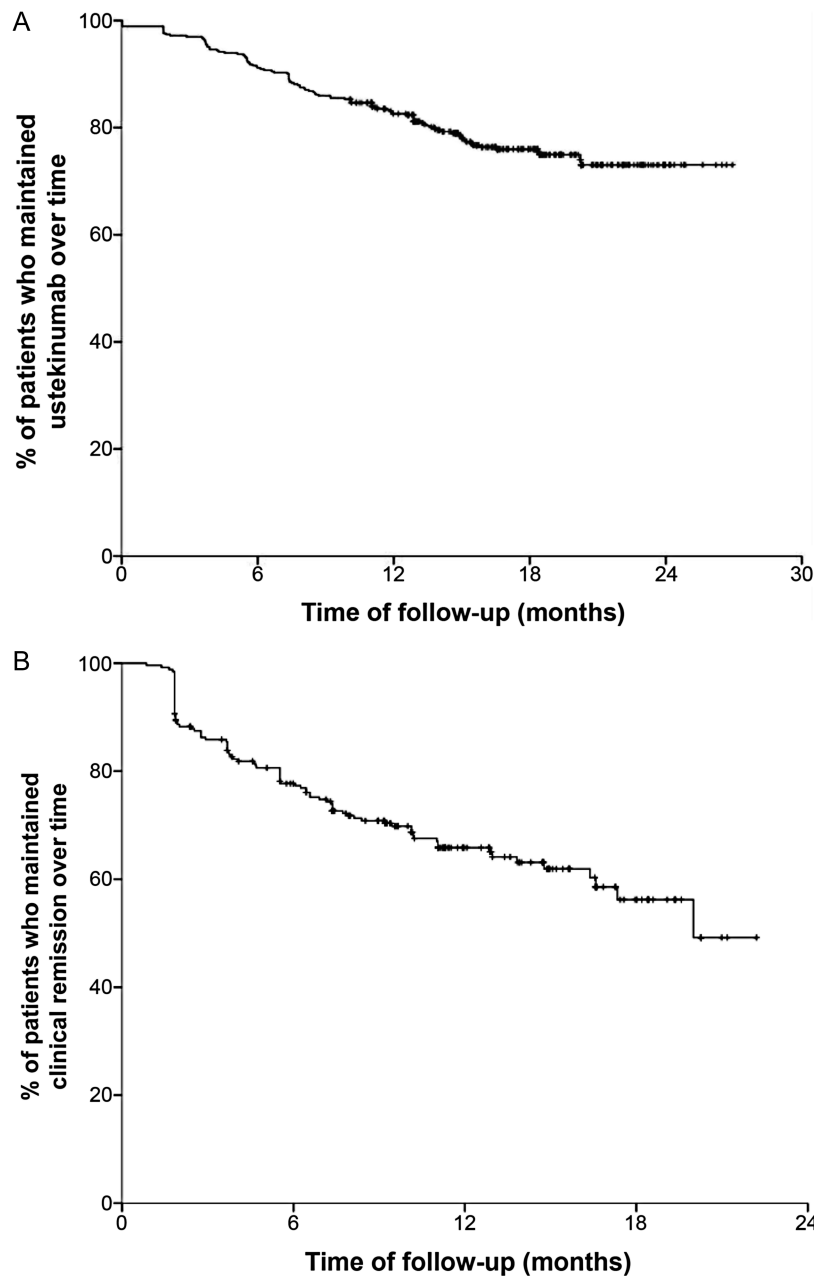 A
100
80
60
40
20
0
% of patients who maintained
ustekinumab over time
0 6 12 18 24 30
Time of follow-up (months)
B
100
80
60
40
20
0
% of patients who maintained
clinical remission over time
0 6 12 18 24
Time of follow-up (months)